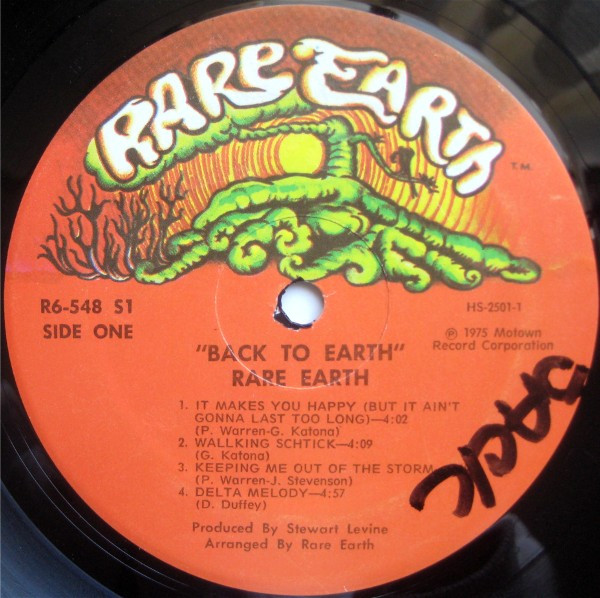 RARE EARTH
T.M.
R6-548 S1
SIDE ONE
HS-2501-1
℗ 1975 Motown
Record Corporation
"BACK TO EARTH"
RARE EARTH
1. IT MAKES YOU HAPPY (BUT IT AIN'T
GONNA LAST TOO LONG)—4:02
(P. Warren-G. Katona)
2. WALLKING SCHTICK—4:09
(G. Katona)
3. KEEPING ME OUT OF THE STORM
(P. Warren-J. Stevenson)
4. DELTA MELODY—4:57
(D. Duffey)
Produced By Stewart Levine
Arranged By Rare Earth